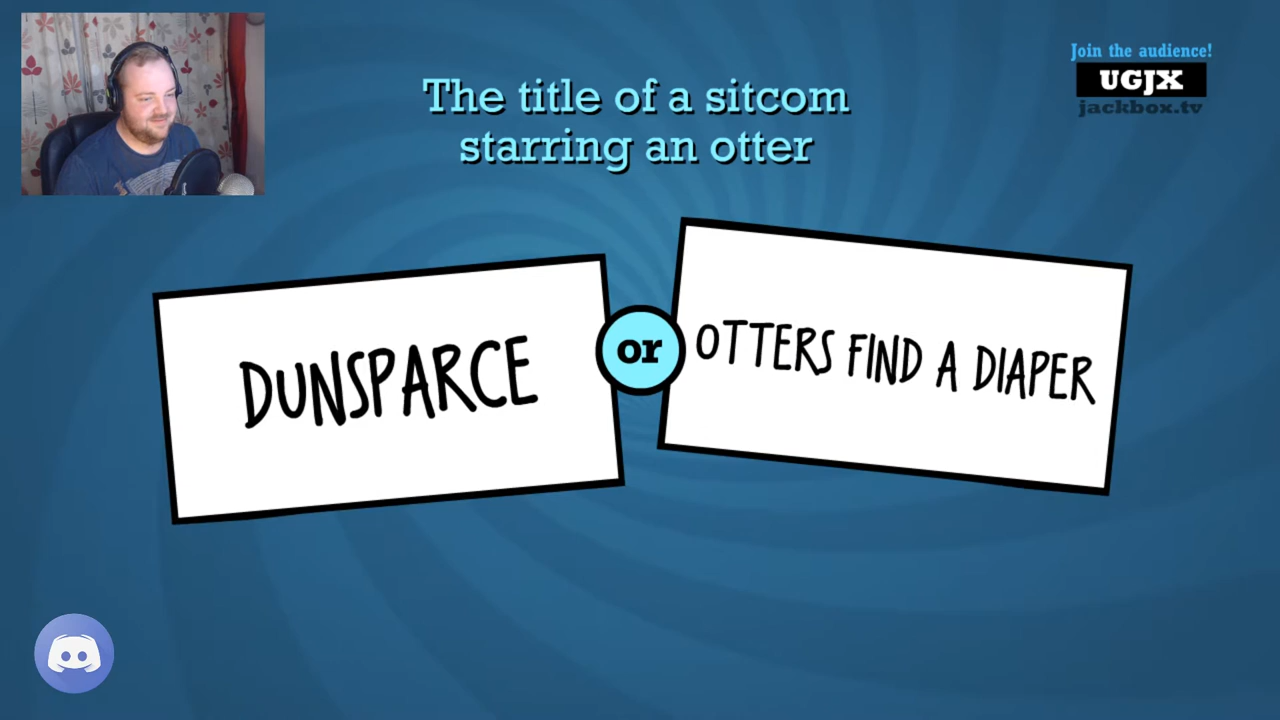 The title of a sitcom
starring an otter
Join the audience!
UGJX
jackbox.tv
DUNSPARCE
or
OTTERS FIND A DIAPER